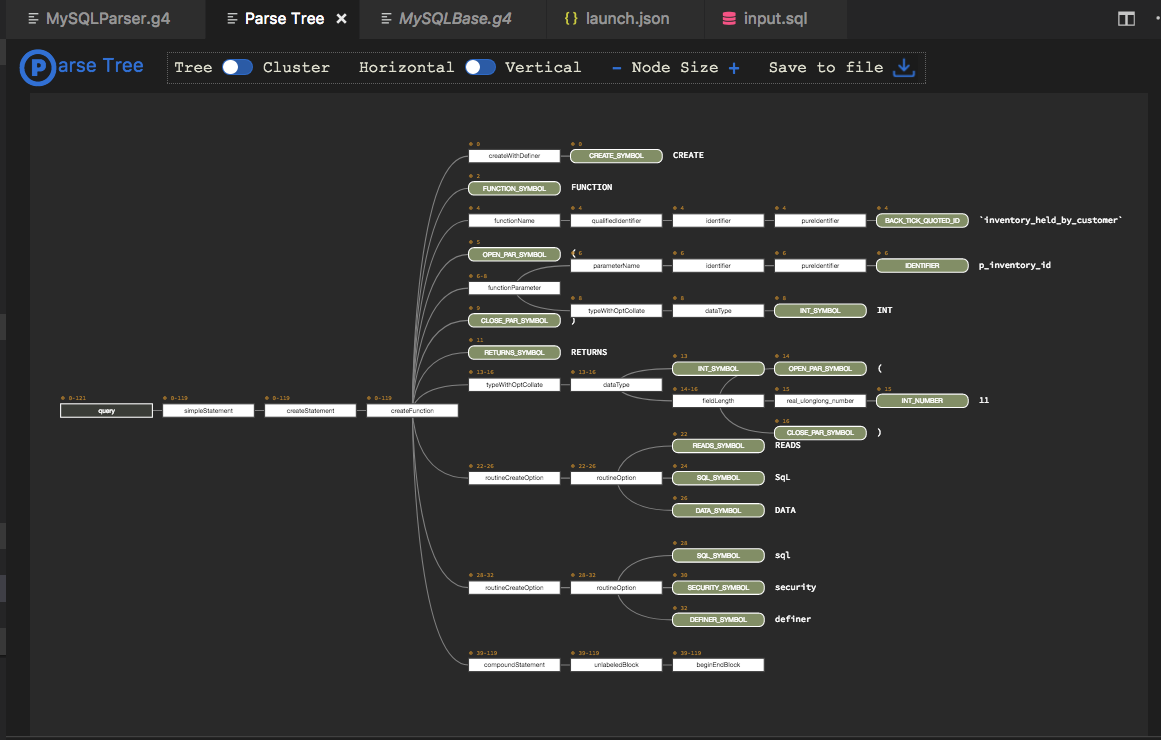 MySQLParser.g4 Parse Tree × MySQLBase.g4 {} launch.json input.sql
Parse Tree Tree Cluster Horizontal Vertical - Node Size + Save to file
0 0
createWithDefiner CREATE_SYMBOL CREATE
2
FUNCTION_SYMBOL FUNCTION
4 4 4 4 4
functionName qualifiedIdentifier identifier pureIdentifier BACK_TICK_QUOTED_ID `inventory_held_by_customer`
5
OPEN_PAR_SYMBOL (
6 6 6 6
parameterName identifier pureIdentifier IDENTIFIER p_inventory_id
6-8
functionParameter
8 8 8
typeWithOptCollate dataType INT_SYMBOL INT
9
CLOSE_PAR_SYMBOL )
11
RETURNS_SYMBOL RETURNS
13 14
INT_SYMBOL OPEN_PAR_SYMBOL (
13-16 13-16
typeWithOptCollate dataType
14-16 15 15
fieldLength real_ulonglong_number INT_NUMBER 11
0-121 0-119 0-119 0-119
query simpleStatement createStatement createFunction
16
CLOSE_PAR_SYMBOL )
22
READS_SYMBOL READS
22-26 22-26 24
routineCreateOption routineOption SQL_SYMBOL SqL
26
DATA_SYMBOL DATA
28
SQL_SYMBOL sql
28-32 28-32 30
routineCreateOption routineOption SECURITY_SYMBOL security
32
DEFINER_SYMBOL definer
39-119 39-119 39-119
compoundStatement unlabeledBlock beginEndBlock